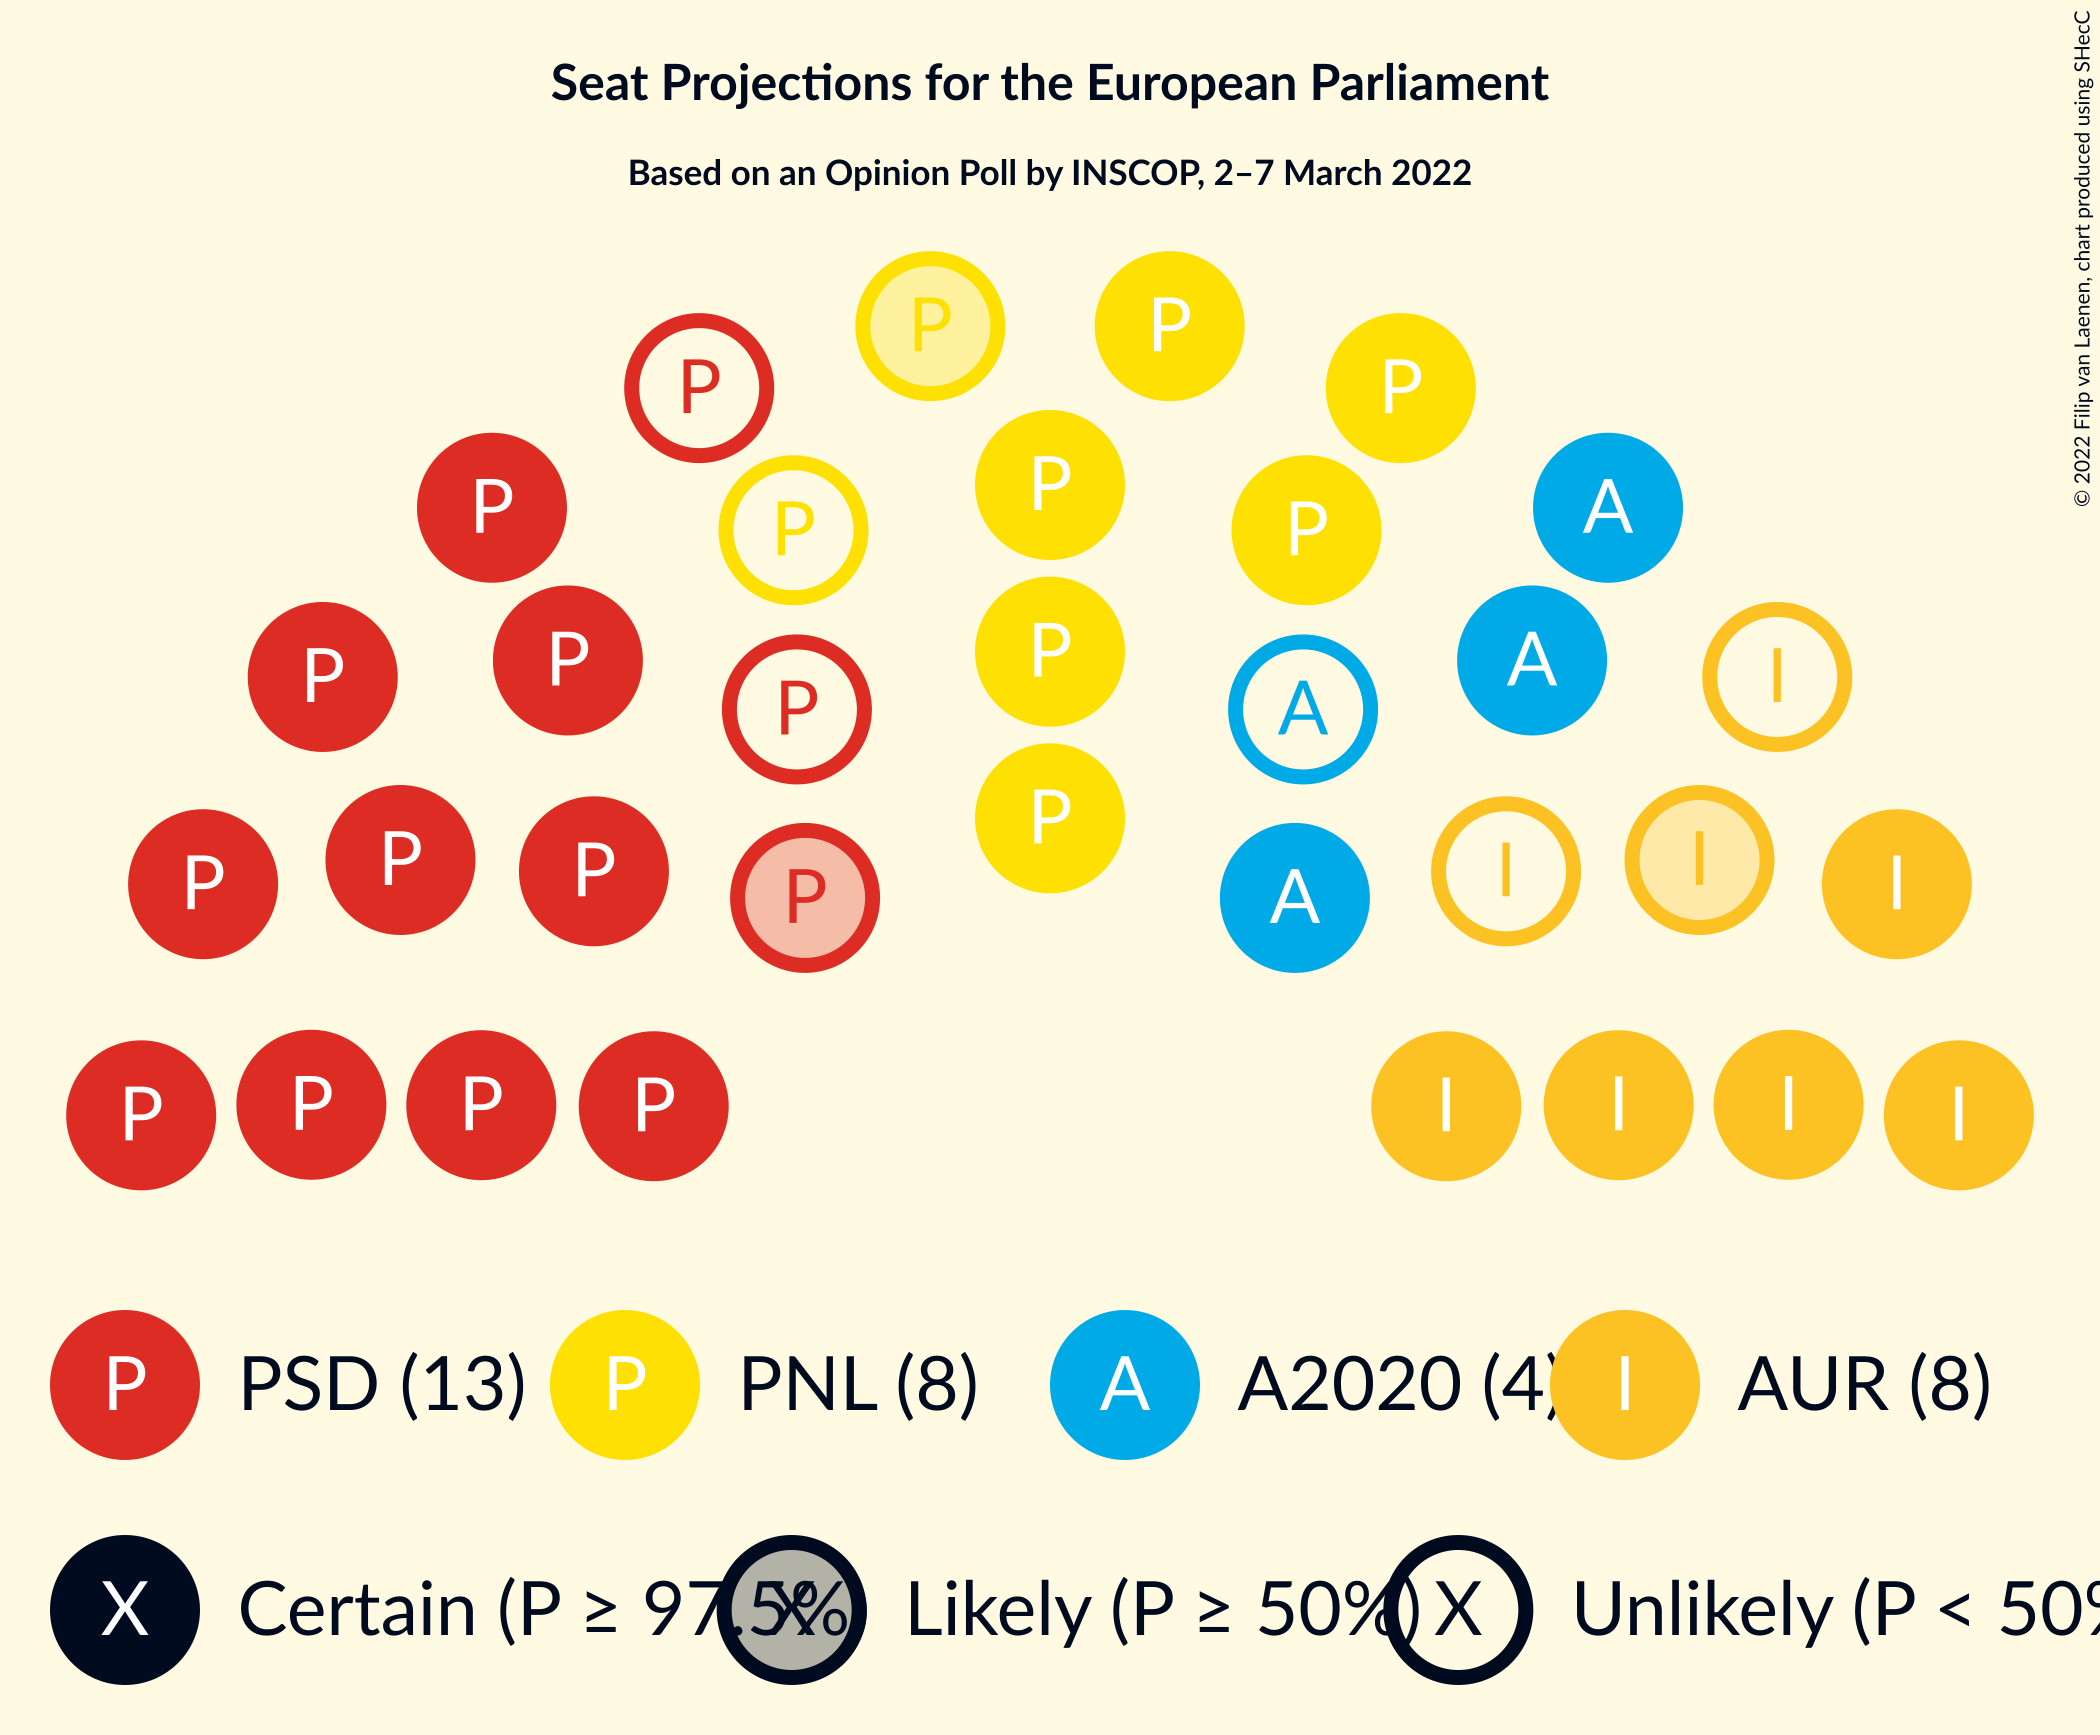 Seat Projections for the European Parliament
Based on an Opinion Poll by INSCOP, 2–7 March 2022
© 2022 Filip van Laenen, chart produced using SHecC
P P P
P
P A
P P P
P A
P P I
P P A
P
P P P I I I
P A
P P P P I I I I
P PSD (13) P PNL (8) A A2020 (4) I AUR (8)
X Certain (P ≥ 97.5% X Likely (P ≥ 50%) X Unlikely (P < 50%